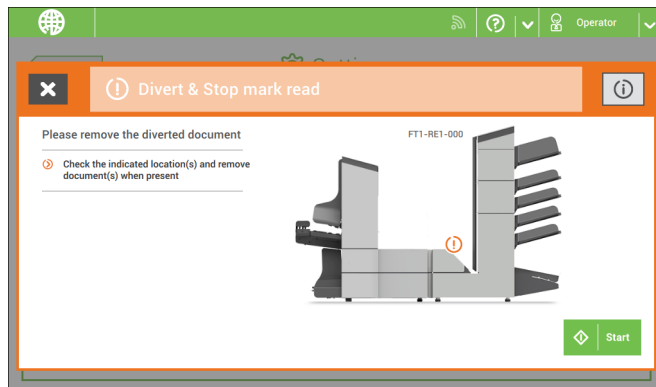 Operator
Divert & Stop mark read
Please remove the diverted document
FT1-RE1-000
Check the indicated location(s) and remove
document(s) when present
Start